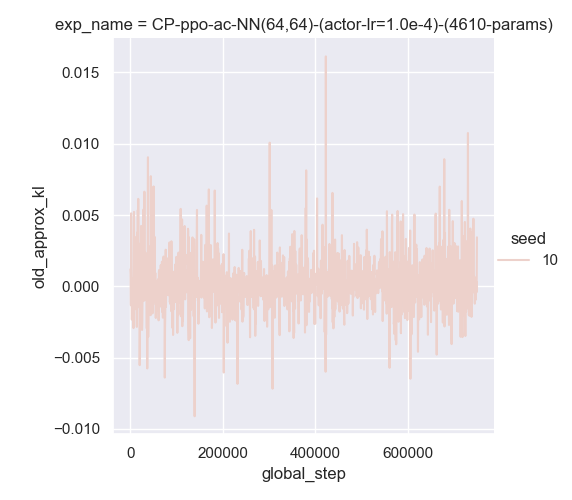 exp_name = CP-ppo-ac-NN(64,64)-(actor-lr=1.0e-4)-(4610-params)
0.015
0.010
0.005
0.000
−0.005
−0.010
old_approx_kl
0
200000
400000
600000
global_step
seed
10